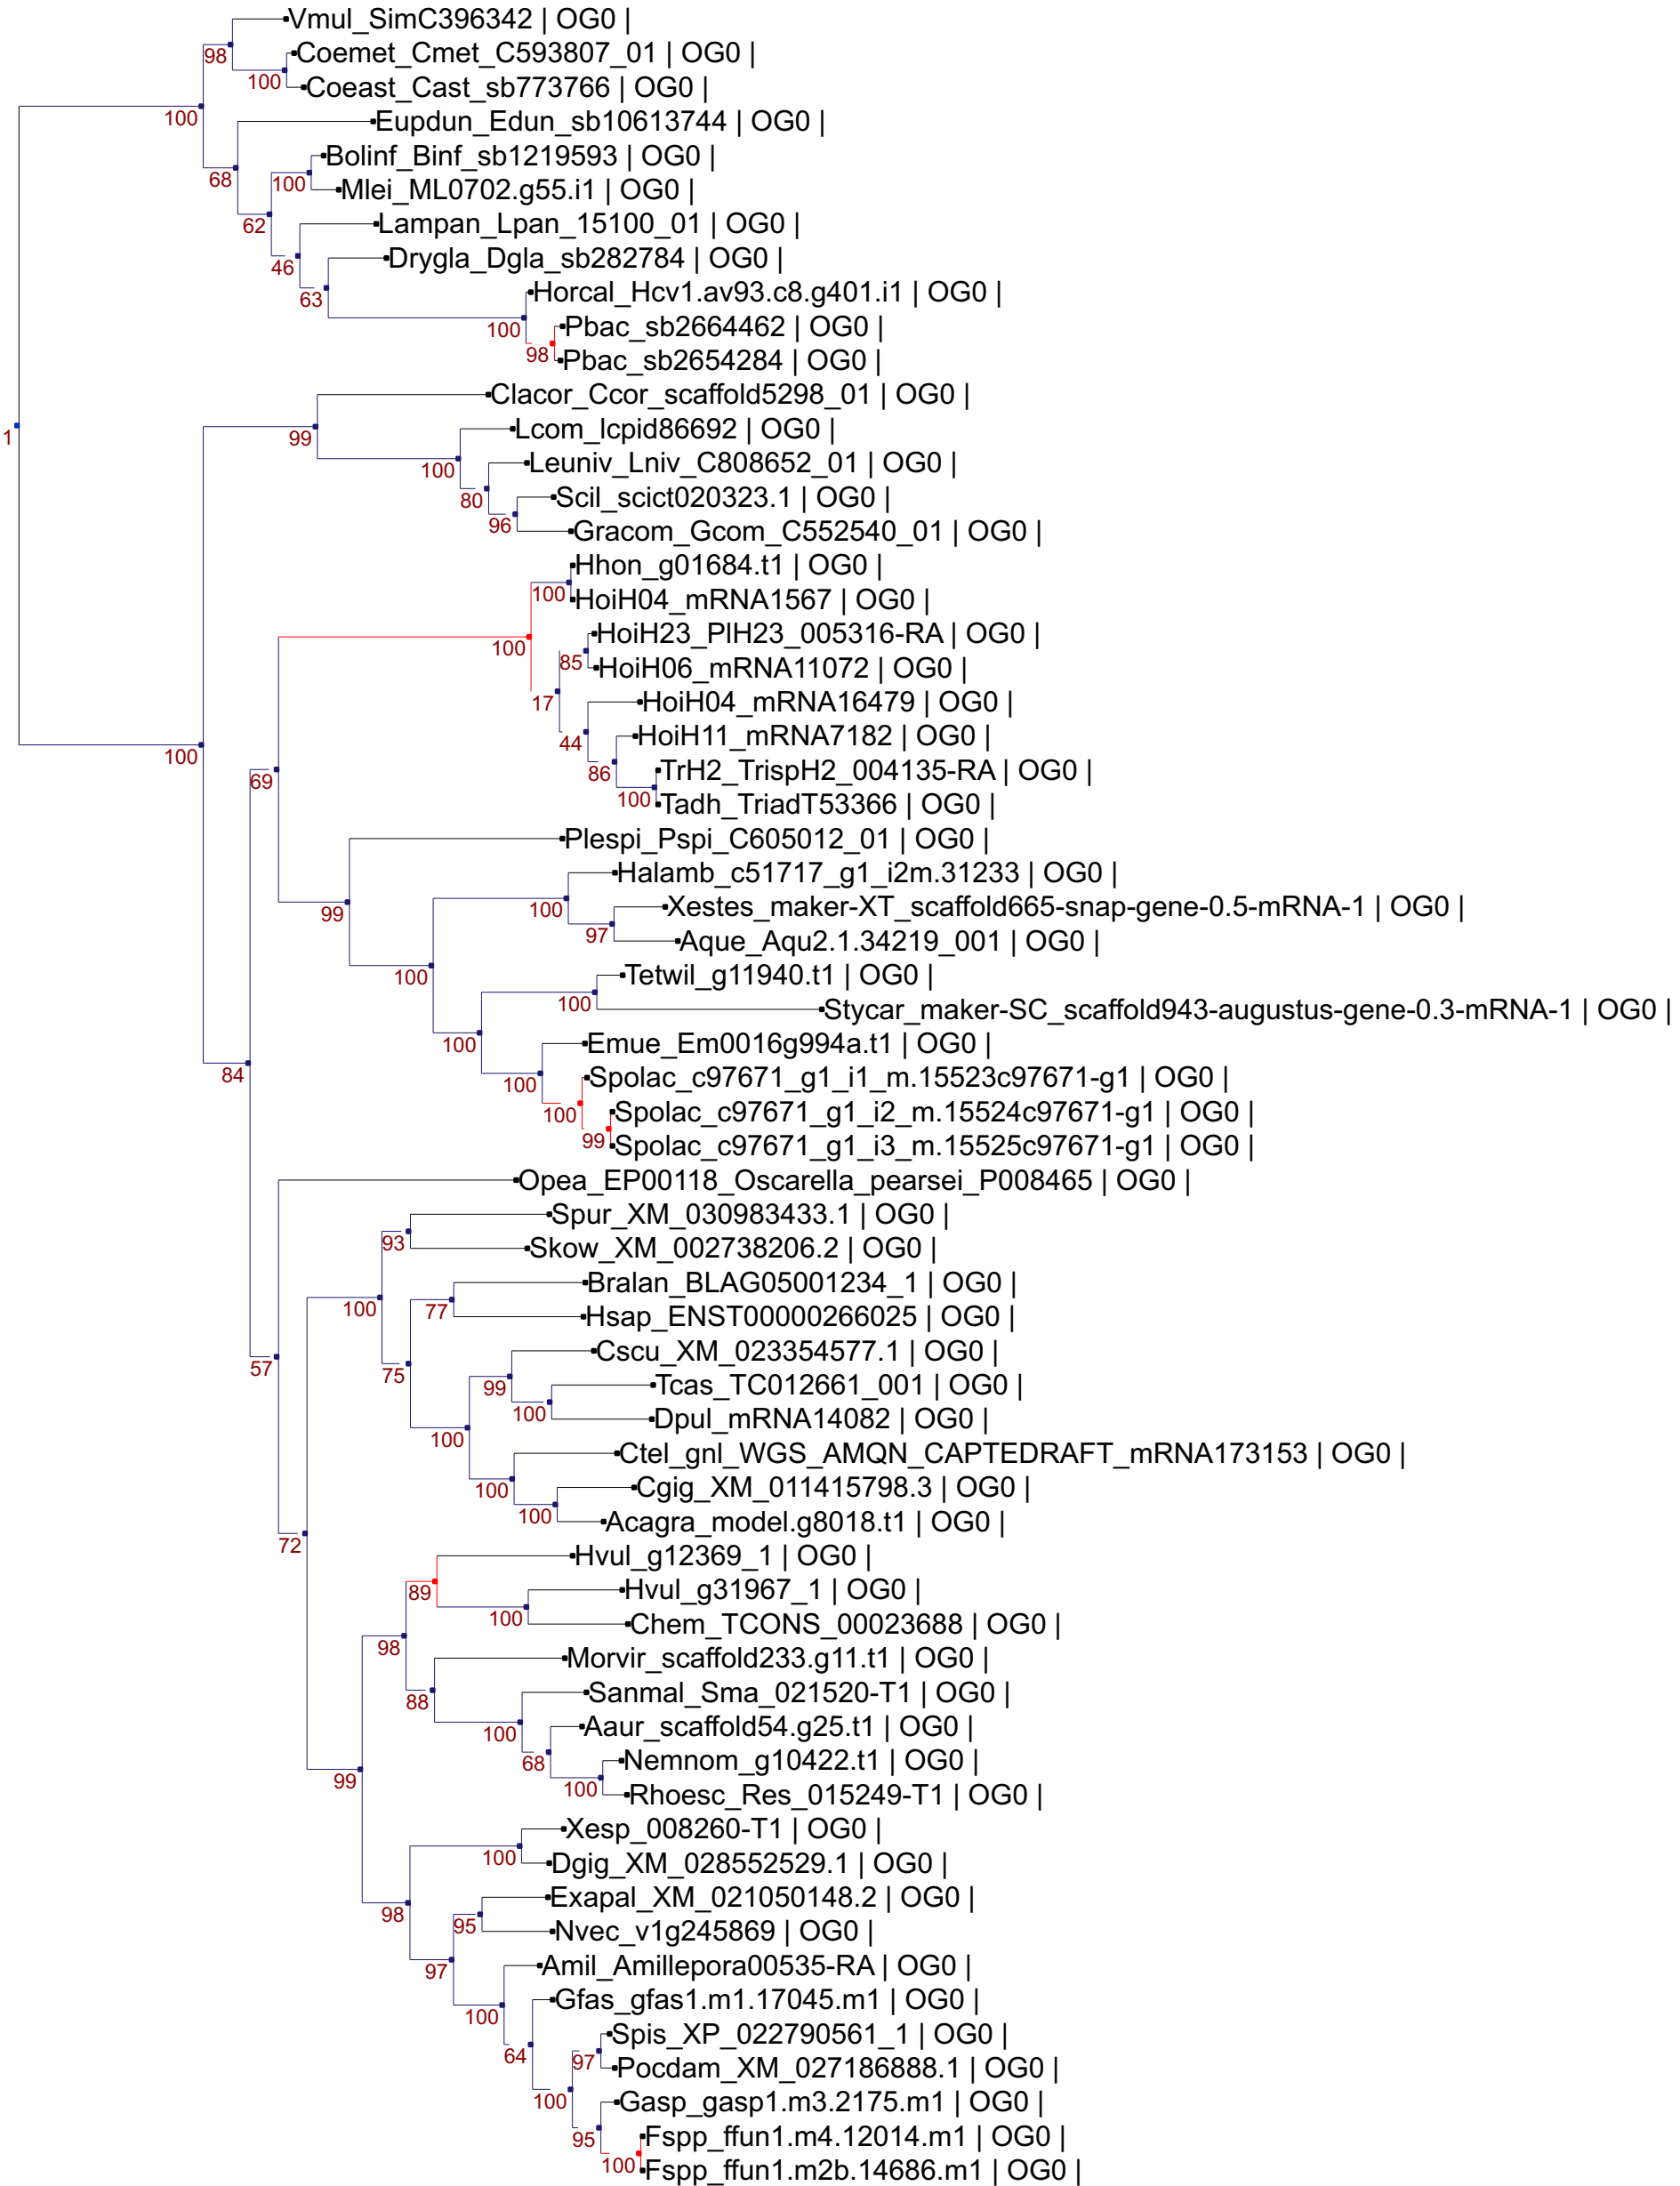 Vmul_SimC396342 | OG0 |
98
Coemet_Cmet_C593807_01 | OG0 |
100
Coeast_Cast_sb773766 | OG0 |
100
Eupdun_Edun_sb10613744 | OG0 |
Bolinf_Binf_sb1219593 | OG0 |
68
100
Mlei_ML0702.g55.i1 | OG0 |
62
Lampan_Lpan_15100_01 | OG0 |
46
Drygla_Dgla_sb282784 | OG0 |
63
Horcal_Hcv1.av93.c8.g401.i1 | OG0 |
100
Pbac_sb2664462 | OG0 |
98
Pbac_sb2654284 | OG0 |
Clacor_Ccor_scaffold5298_01 | OG0 |
1
99
Lcom_lcpid86692 | OG0 |
100
Leuniv_Lniv_C808652_01 | OG0 |
80
Scil_scict020323.1 | OG0 |
96
Gracom_Gcom_C552540_01 | OG0 |
Hhon_g01684.t1 | OG0 |
100
HoiH04_mRNA1567 | OG0 |
HoiH23_PlH23_005316-RA | OG0 |
100
85
HoiH06_mRNA11072 | OG0 |
17
HoiH04_mRNA16479 | OG0 |
44
HoiH11_mRNA7182 | OG0 |
100
69
86
TrH2_TrispH2_004135-RA | OG0 |
100
Tadh_TriadT53366 | OG0 |
Plespi_Pspi_C605012_01 | OG0 |
Halamb_c51717_g1_i2m.31233 | OG0 |
99
100
Xestes_maker-XT_scaffold665-snap-gene-0.5-mRNA-1 | OG0 |
97
Aque_Aqu2.1.34219_001 | OG0 |
100
Tetwil_g11940.t1 | OG0 |
100
Stycar_maker-SC_scaffold943-augustus-gene-0.3-mRNA-1 | OG0 |
100
Emue_Em0016g994a.t1 | OG0 |
84
100
Spolac_c97671_g1_i1_m.15523c97671-g1 | OG0 |
100
Spolac_c97671_g1_i2_m.15524c97671-g1 | OG0 |
99
Spolac_c97671_g1_i3_m.15525c97671-g1 | OG0 |
Opea_EP00118_Oscarella_pearsei_P008465 | OG0 |
Spur_XM_030983433.1 | OG0 |
93
Skow_XM_002738206.2 | OG0 |
Bralan_BLAG05001234_1 | OG0 |
100
77
Hsap_ENST00000266025 | OG0 |
Cscu_XM_023354577.1 | OG0 |
57
75
99
Tcas_TC012661_001 | OG0 |
100
Dpul_mRNA14082 | OG0 |
100
Ctel_gnl_WGS_AMQN_CAPTEDRAFT_mRNA173153 | OG0 |
100
Cgig_XM_011415798.3 | OG0 |
100
Acagra_model.g8018.t1 | OG0 |
72
Hvul_g12369_1 | OG0 |
89
Hvul_g31967_1 | OG0 |
100
Chem_TCONS_00023688 | OG0 |
98
Morvir_scaffold233.g11.t1 | OG0 |
88
Sanmal_Sma_021520-T1 | OG0 |
100
Aaur_scaffold54.g25.t1 | OG0 |
68
Nemnom_g10422.t1 | OG0 |
99
100
Rhoesc_Res_015249-T1 | OG0 |
Xesp_008260-T1 | OG0 |
100
Dgig_XM_028552529.1 | OG0 |
Exapal_XM_021050148.2 | OG0 |
98
95
Nvec_v1g245869 | OG0 |
97
Amil_Amillepora00535-RA | OG0 |
Gfas_gfas1.m1.17045.m1 | OG0 |
100
Spis_XP_022790561_1 | OG0 |
64
97
Pocdam_XM_027186888.1 | OG0 |
100
Gasp_gasp1.m3.2175.m1 | OG0 |
95
Fspp_ffun1.m4.12014.m1 | OG0 |
100
Fspp_ffun1.m2b.14686.m1 | OG0 |